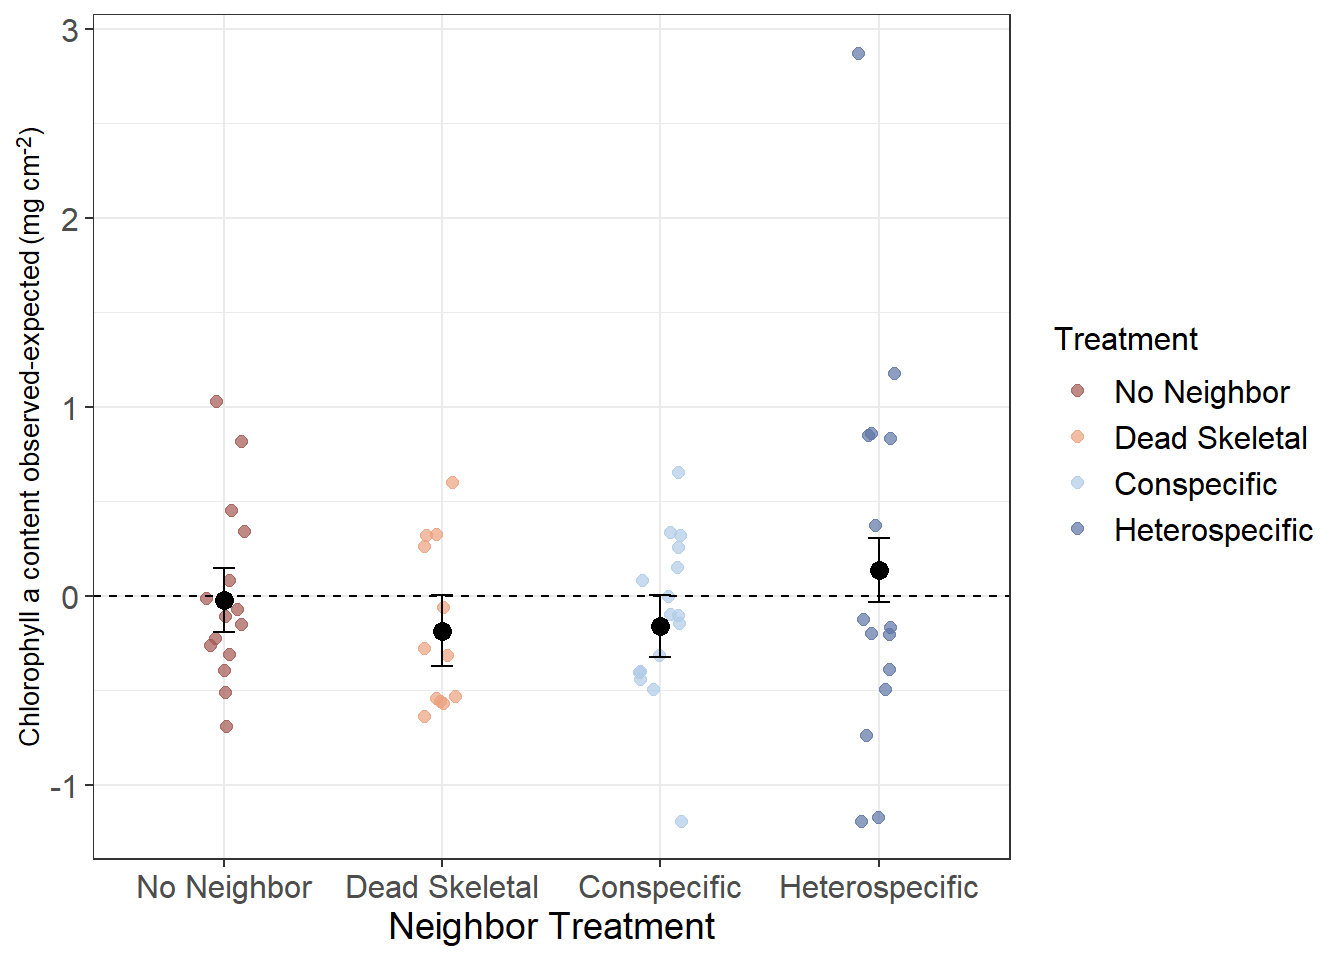 Chlorophyll a content observed-expected (mg cm⁻²)
3
2
1
0
-1
No Neighbor
Dead Skeletal
Conspecific
Heterospecific
Neighbor Treatment
Treatment
No Neighbor
Dead Skeletal
Conspecific
Heterospecific